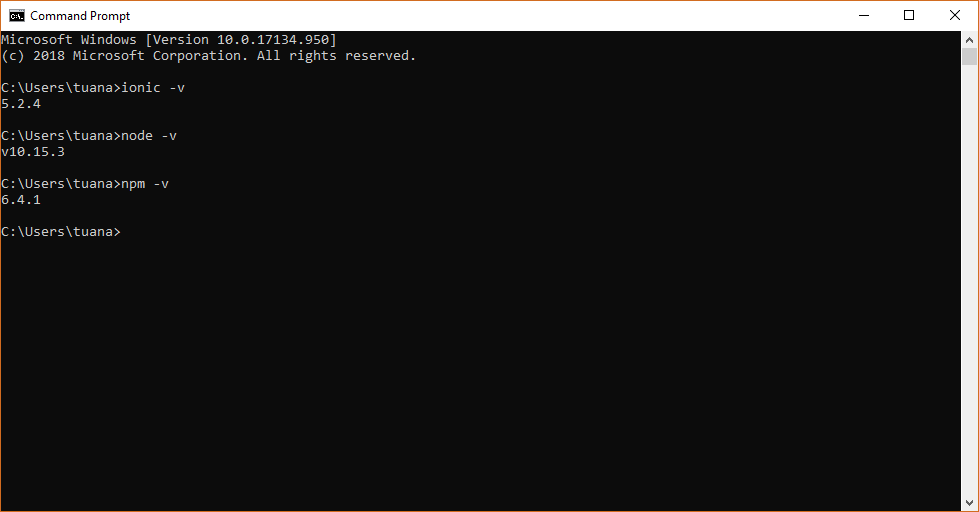 Command Prompt
Microsoft Windows [Version 10.0.17134.950]
(c) 2018 Microsoft Corporation. All rights reserved.
C:\Users\tuana>ionic -v
5.2.4
C:\Users\tuana>node -v
v10.15.3
C:\Users\tuana>npm -v
6.4.1
C:\Users\tuana>